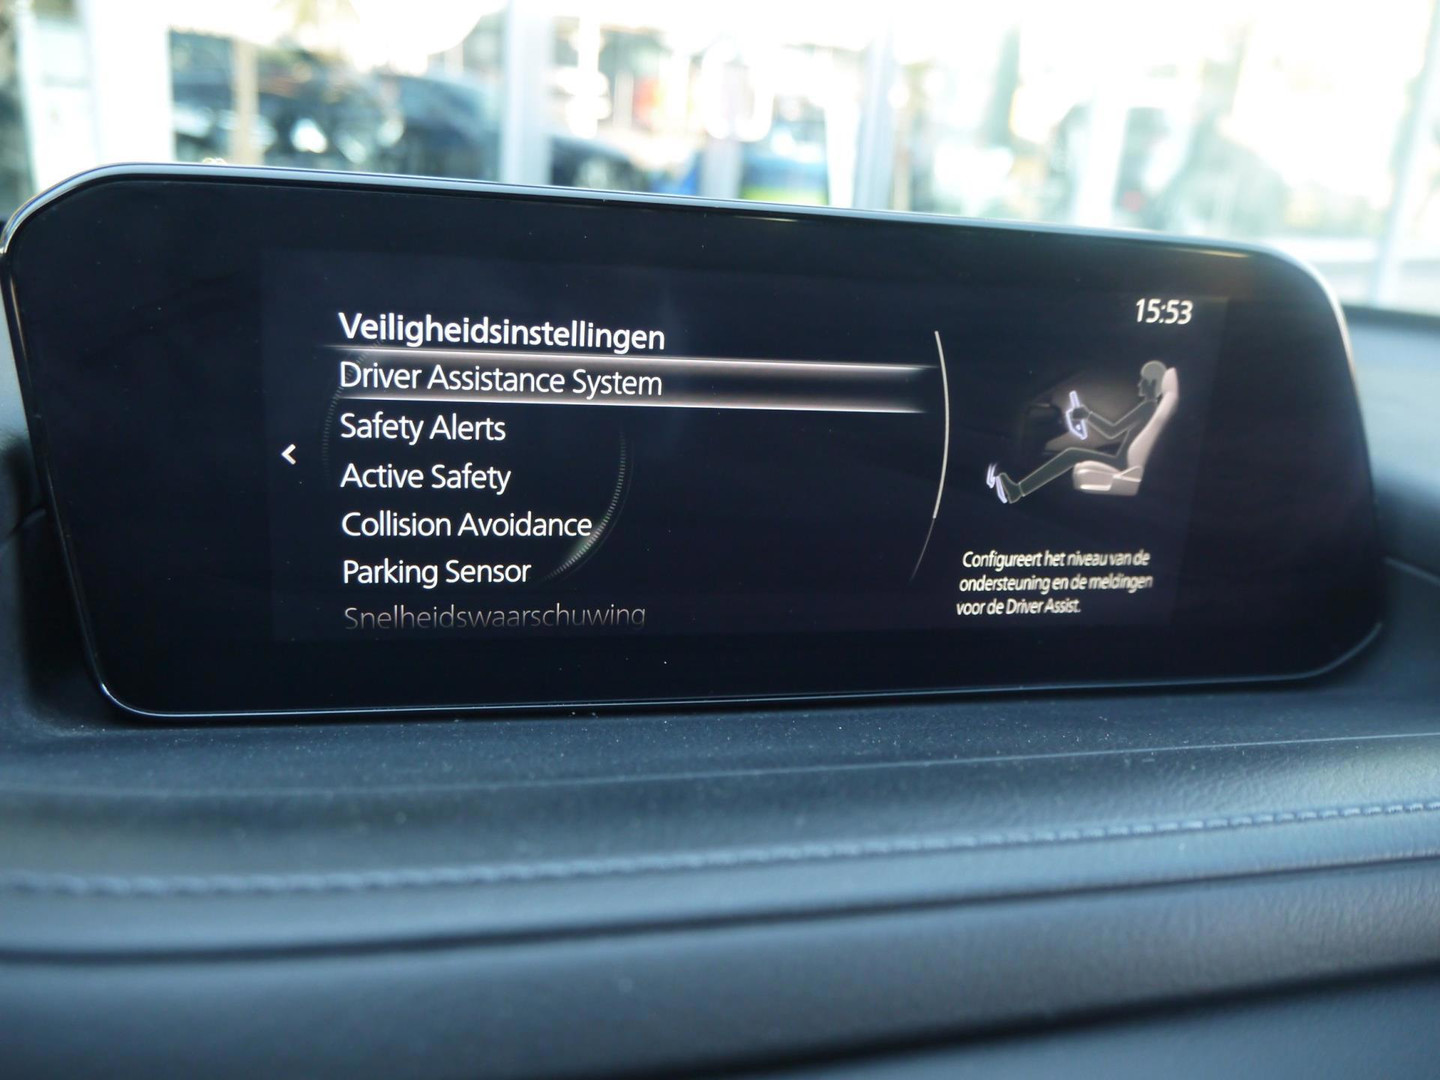 15:53
Veiligheidsinstellingen
Driver Assistance System
Safety Alerts
Active Safety
Collision Avoidance
Parking Sensor
Snelheidswaarschuwing
Configureert het niveau van de
ondersteuning en de meldingen
voor de Driver Assist.